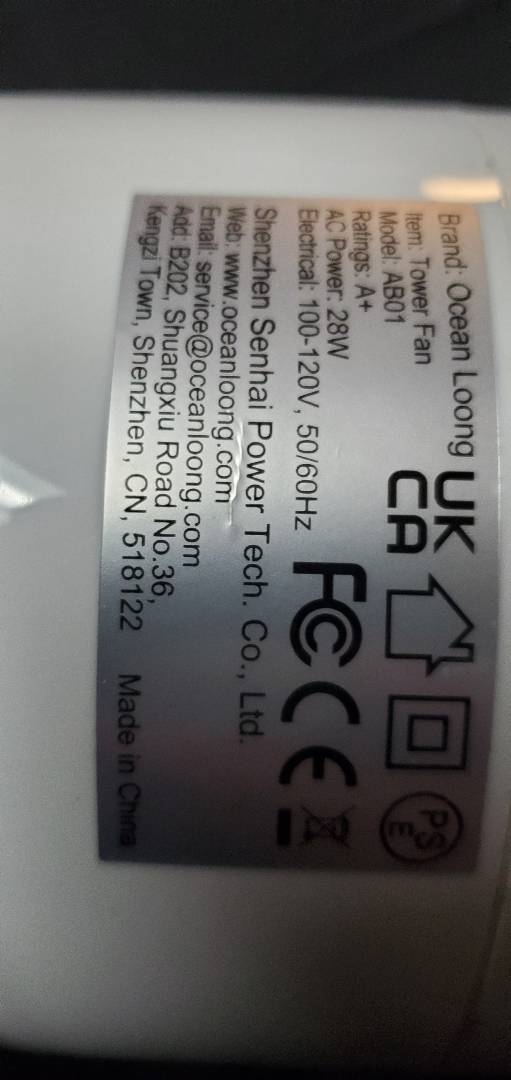 Brand: Ocean Loong
Item: Tower Fan
Model: AB01
Ratings: A+
AC Power: 28W
Electrical: 100-120V, 50/60Hz
UK
CA
PS
E
FC CE
Shenzhen Senhai Power Tech. Co., Ltd.
Web: www.oceanloong.com
Email: service@oceanloong.com
Add: B202, Shuangxiu Road No.36,
Kengzi Town, Shenzhen, CN, 518122 Made in China